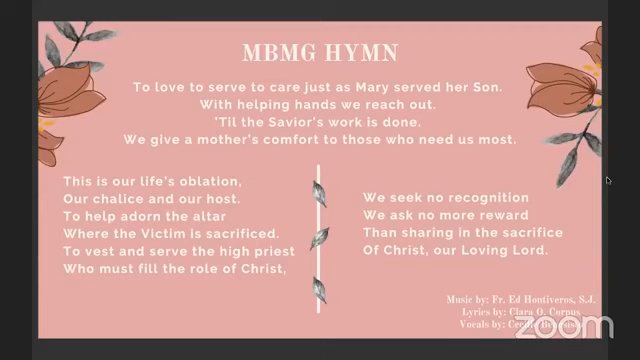 MBMG HYMN
To love to serve to care just as Mary served her Son.
With helping hands we reach out.
'Til the Savior's work is done.
We give a mother's comfort to those who need us most.
This is our life's oblation,
Our chalice and our host.
To help adorn the altar
Where the Victim is sacrificed.
To vest and serve the high priest
Who must fill the role of Christ,
We seek no recognition
We ask no more reward
Than sharing in the sacrifice
Of Christ, our Loving Lord.
Music by: Fr. Ed Hontiveros, S.J.
Lyrics by: Clara O. Corpus
Vocals by:
zoom